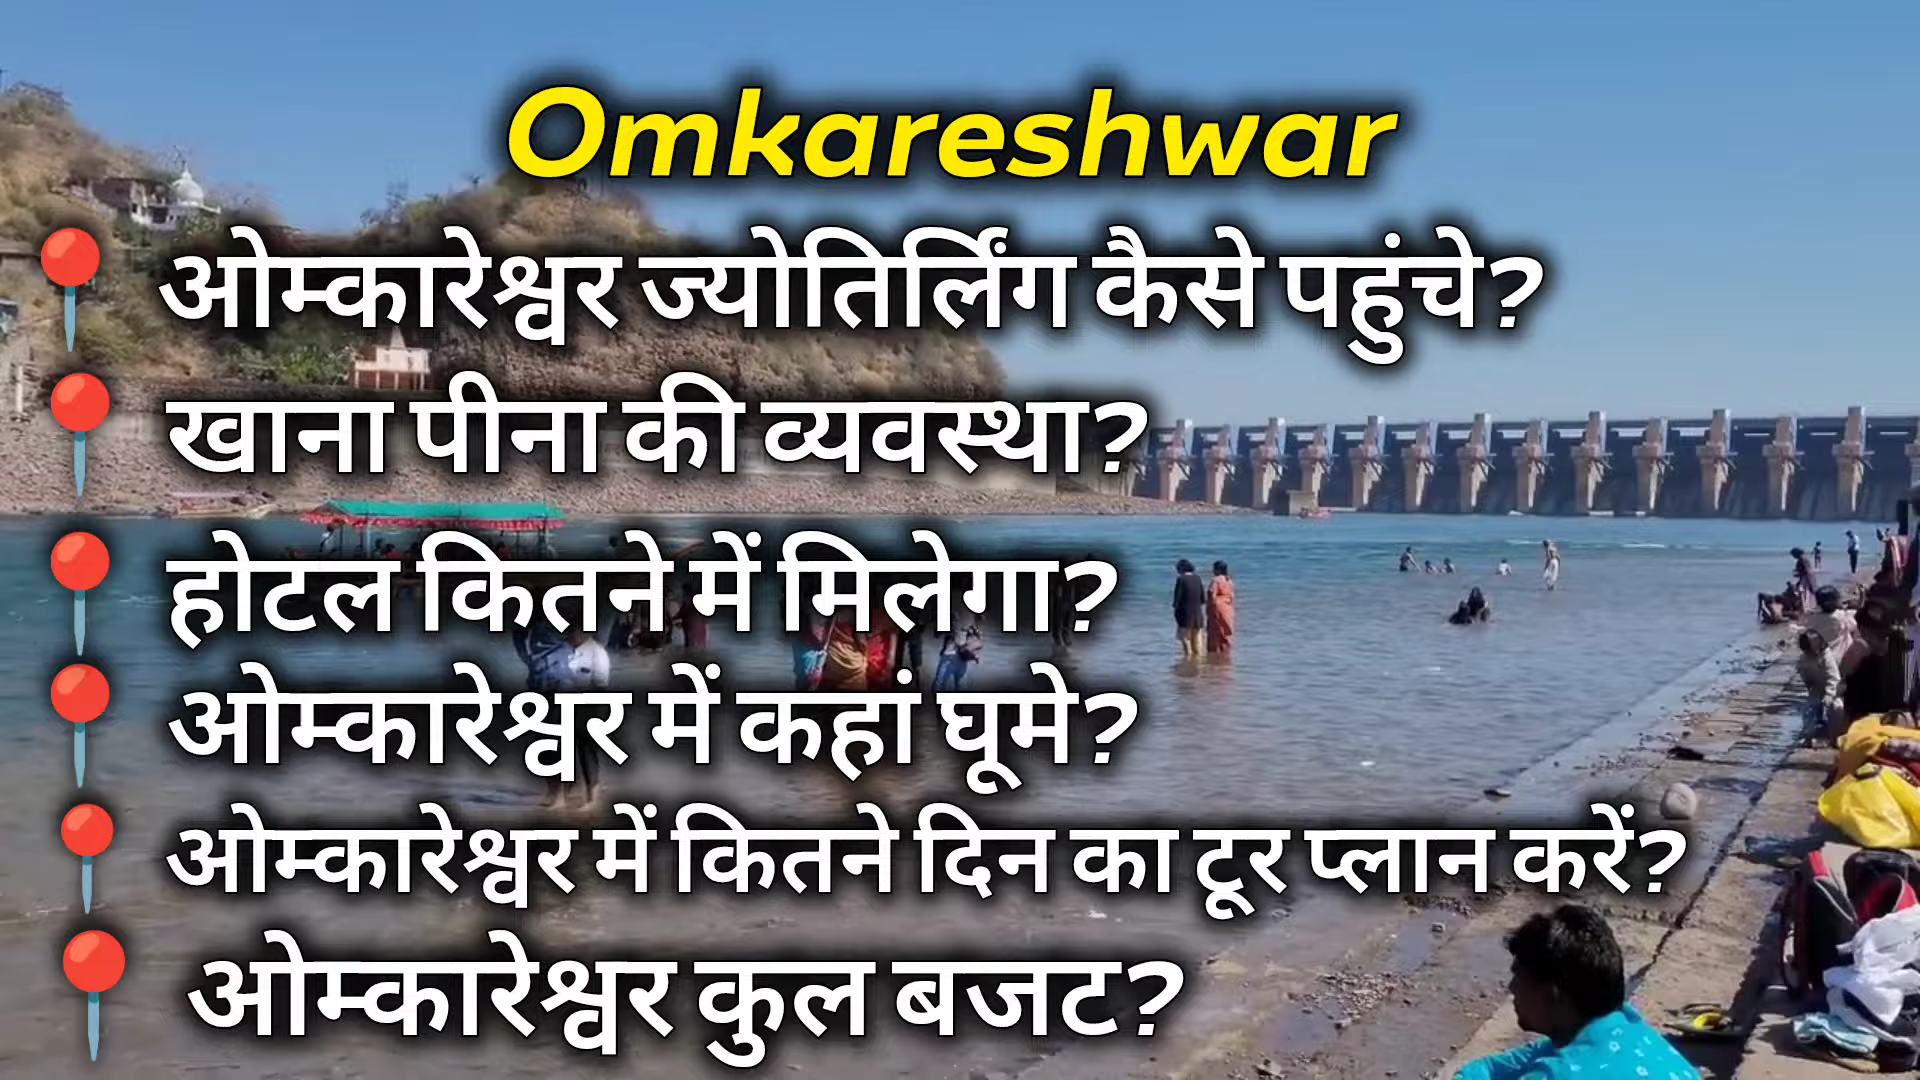 Omkareshwar
ओम्कारेश्वर ज्योतिर्लिंग कैसे पहुंचे?
खाना पीना की व्यवस्था?
होटल कितने में मिलेगा?
ओम्कारेश्वर में कहां घूमे?
ओम्कारेश्वर में कितने दिन का टूर प्लान करें?
ओम्कारेश्वर कुल बजट?